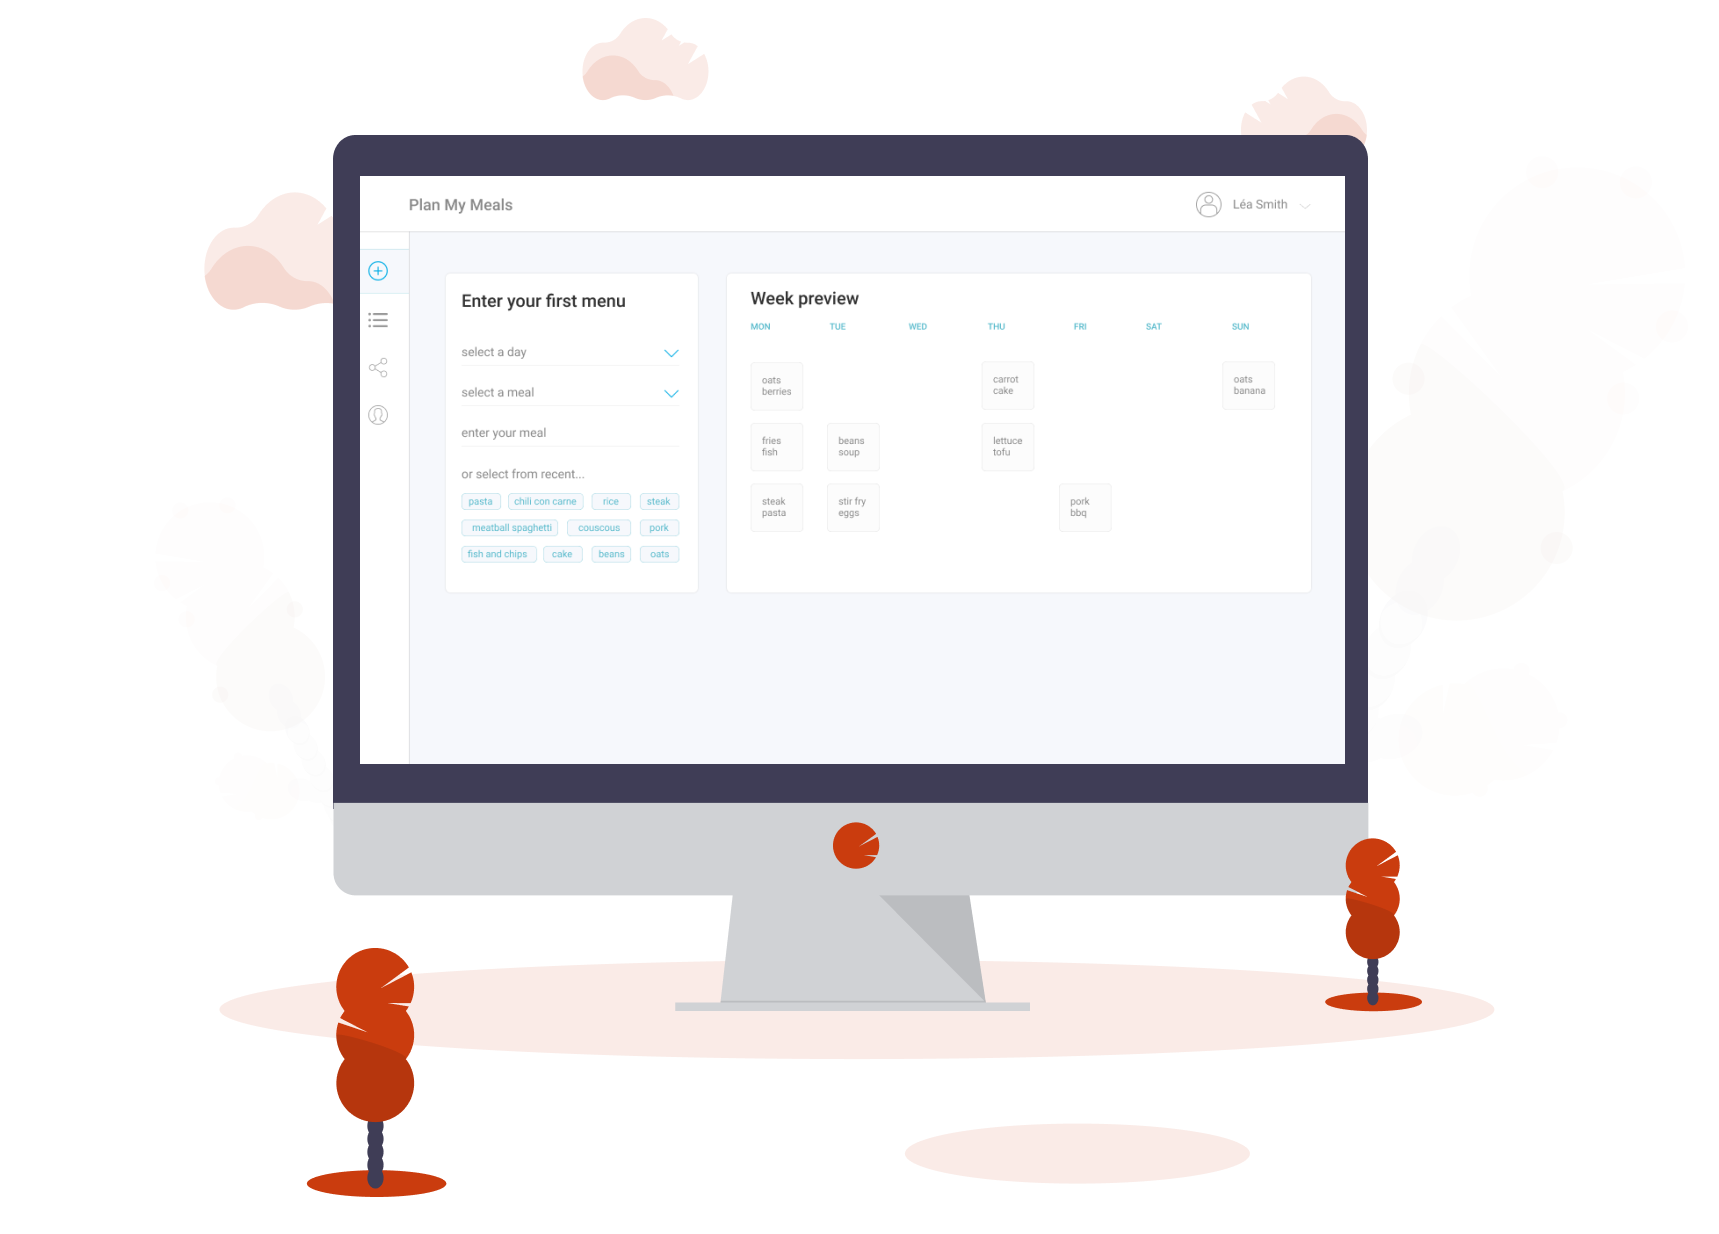 Plan My Meals
Léa Smith
Enter your first menu
select a day
select a meal
enter your meal
or select from recent...
pasta chili con carne rice steak
meatball spaghetti couscous pork
fish and chips cake beans oats
Week preview
MON TUE WED THU FRI SAT SUN
oats
berries
carrot
cake
oats
banana
fries
fish
beans
soup
lettuce
tofu
steak
pasta
stir fry
eggs
pork
bbq